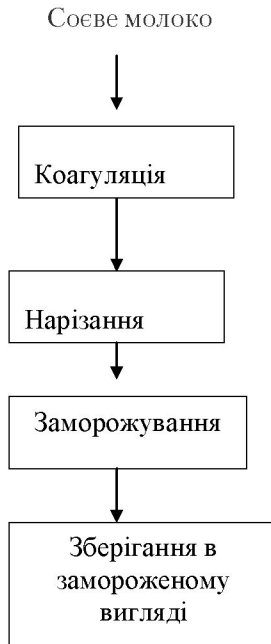 Соєве молоко
Коагуляція
Нарізання
Заморожування
Зберігання в
замороженому
вигляді